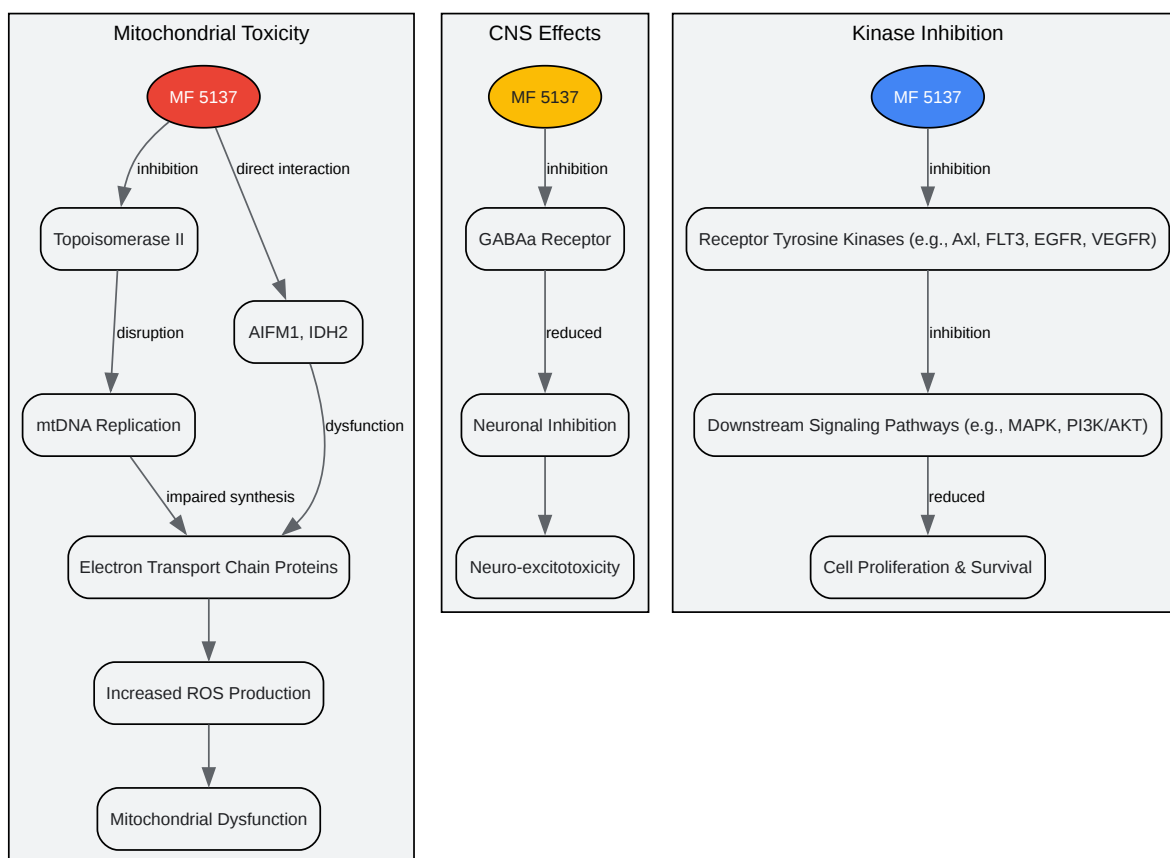 Mitochondrial Toxicity
MF 5137
inhibition
direct interaction
Topoisomerase II
AIFM1, IDH2
disruption
mtDNA Replication
dysfunction
impaired synthesis
Electron Transport Chain Proteins
Increased ROS Production
Mitochondrial Dysfunction
CNS Effects
MF 5137
inhibition
GABAa Receptor
reduced
Neuronal Inhibition
Neuro-excitotoxicity
Kinase Inhibition
MF 5137
inhibition
Receptor Tyrosine Kinases (e.g., Axl, FLT3, EGFR, VEGFR)
inhibition
Downstream Signaling Pathways (e.g., MAPK, PI3K/AKT)
reduced
Cell Proliferation & Survival